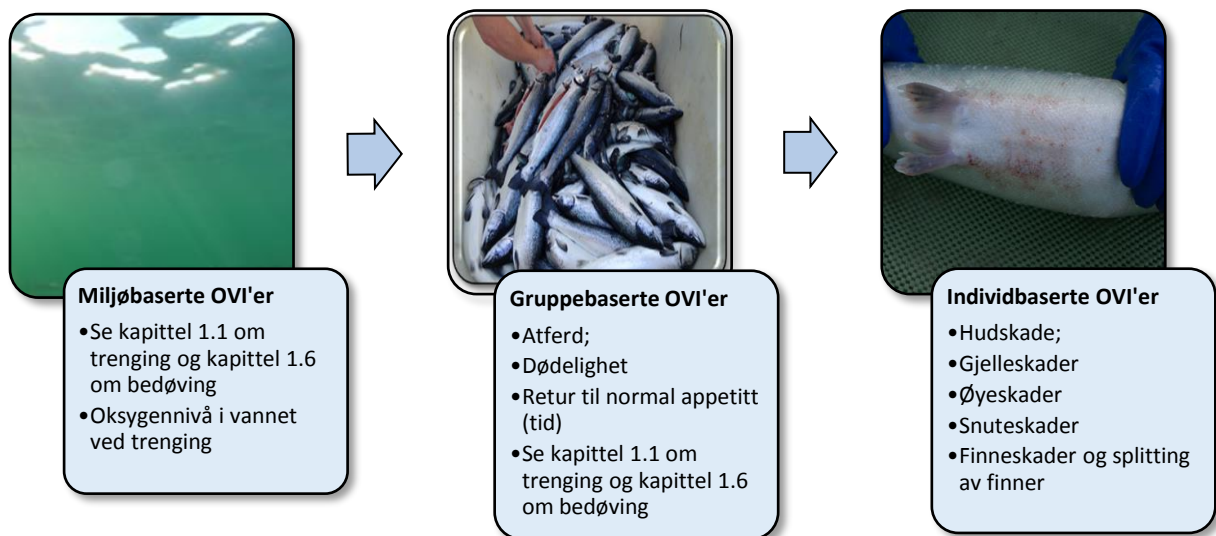 Miljøbaserte OVI'er
•Se kapittel 1.1 om
trenging og kapittel 1.6
om bedøving
•Oksygennivå i vannet
ved trenging
Gruppebaserte OVI'er
•Atferd;
•Dødelighet
•Retur til normal appetitt
(tid)
•Se kapittel 1.1 om
trenging og kapittel 1.6
om bedøving
Individbaserte OVI'er
•Hudskade;
•Gjelleskader
•Øyeskader
•Snuteskader
•Finneskader og splitting
av finner